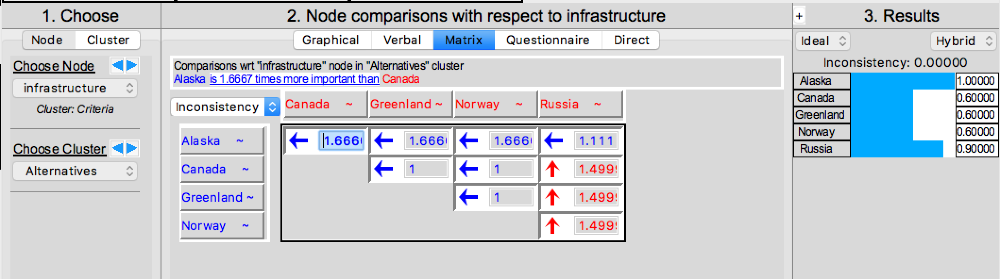 1. Choose
Node Cluster
Choose Node
infrastructure
Cluster: Criteria
Choose Cluster
Alternatives
2. Node comparisons with respect to infrastructure
Graphical Verbal Matrix Questionnaire Direct
Comparisons wrt "infrastructure" node in "Alternatives" cluster
Alaska is 1.6667 times more important than Canada
Inconsistency Canada ~ Greenland ~ Norway ~ Russia ~
Alaska ~ 1.666 1.666 1.666 1.111
Canada ~ 1 1 1.499
Greenland ~ 1 1.499
Norway ~ 1.499
+ 3. Results
Ideal Hybrid
Inconsistency: 0.00000
Alaska 1.00000
Canada 0.60000
Greenland 0.60000
Norway 0.60000
Russia 0.90000